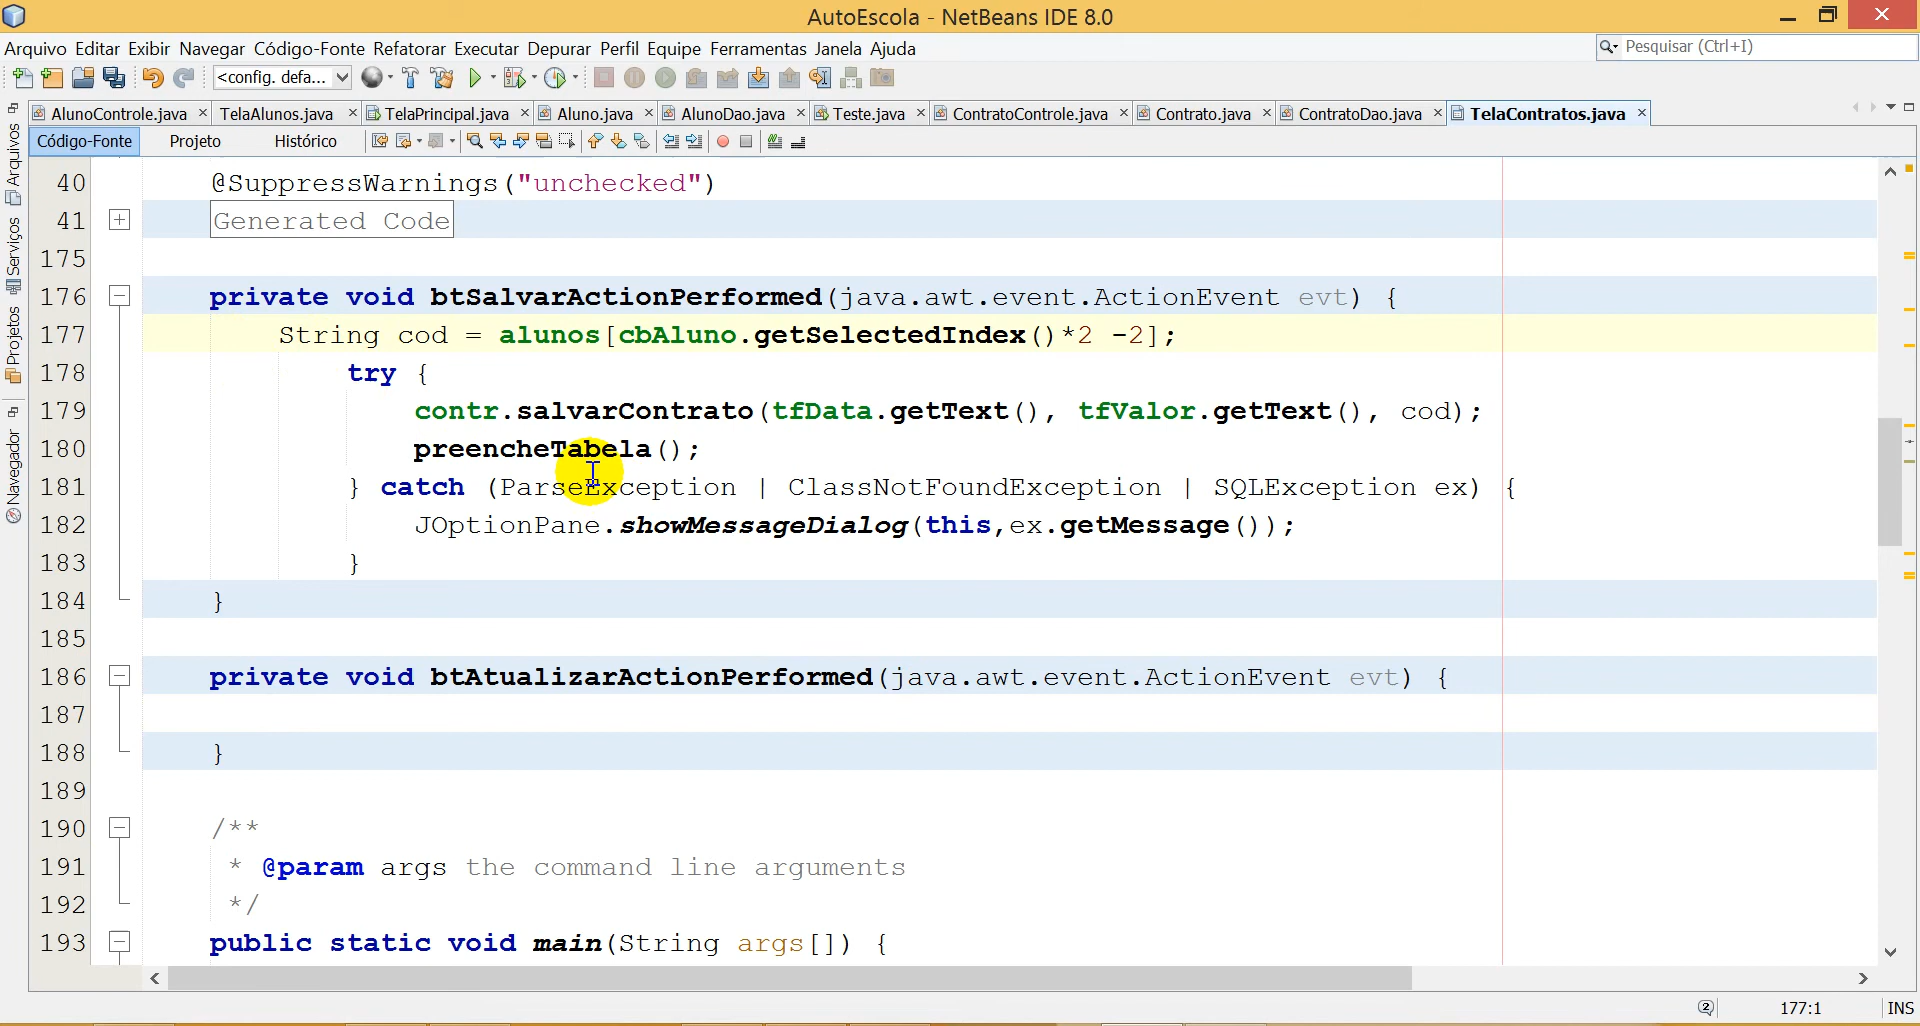 AutoEscola - NetBeans IDE 8.0
Arquivo Editar Exibir Navegar Código-Fonte Refatorar Executar Depurar Perfil Equipe Ferramentas Janela Ajuda
Pesquisar (Ctrl+I)
<config. defa...
AlunoControle.java TelaAlunos.java TelaPrincipal.java Aluno.java AlunoDao.java Teste.java ContratoControle.java Contrato.java ContratoDao.java TelaContratos.java
Código-Fonte Projeto Histórico
Arquivos
Serviços
Projetos
Navegador
40 @SuppressWarnings("unchecked")
41 Generated Code
175
176 private void btSalvarActionPerformed(java.awt.event.ActionEvent evt) {
177 String cod = alunos[cbAluno.getSelectedIndex()*2 -2];
178 try {
179 contr.salvarContrato(tfData.getText(), tfValor.getText(), cod);
180 preencheTabela();
181 } catch (ParseException | ClassNotFoundException | SQLException ex) {
182 JOptionPane.showMessageDialog(this,ex.getMessage());
183 }
184 }
185
186 private void btAtualizarActionPerformed(java.awt.event.ActionEvent evt) {
187
188 }
189
190 /**
191 * @param args the command line arguments
192 */
193 public static void main(String args[]) {
2 177:1 INS